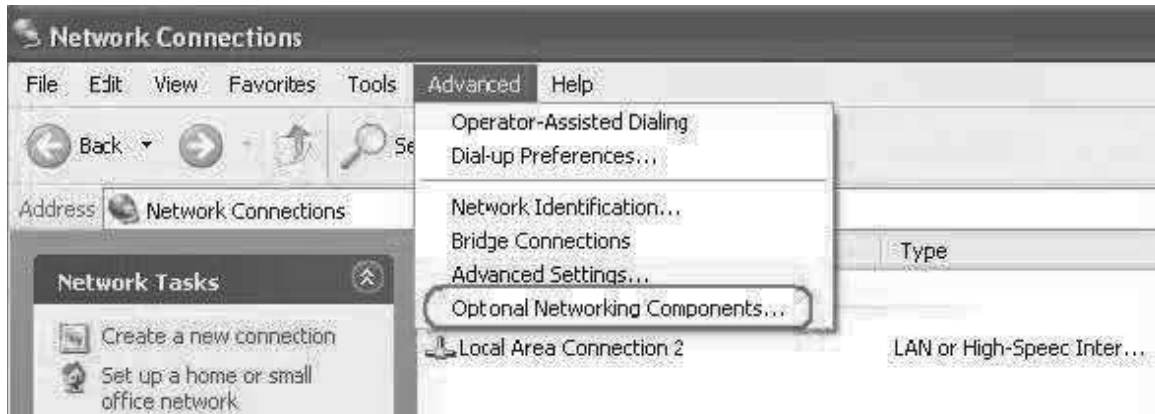 Network Connections
File Edit View Favorites Tools Advanced Help
Back
Address Network Connections
Operator-Assisted Dialing
Dial-up Preferences...
Network Identification...
Bridge Connections
Advanced Settings...
Optional Networking Components...
Type
Network Tasks
Create a new connection
Set up a home or small
office network
Local Area Connection 2
LAN or High-Speed Inter...